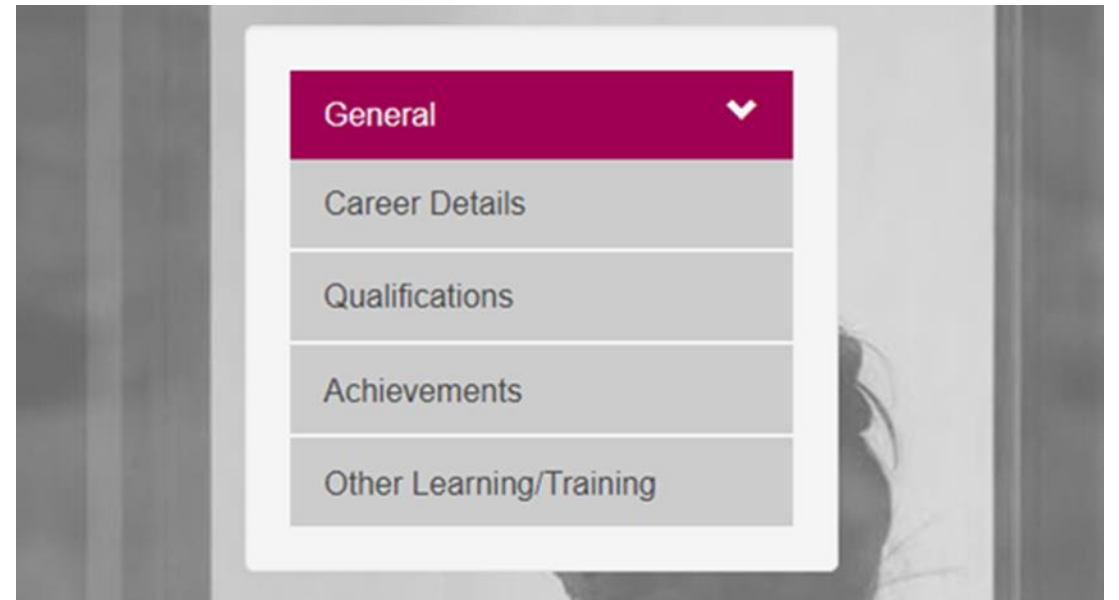 General
Career Details
Qualifications
Achievements
Other Learning/Training